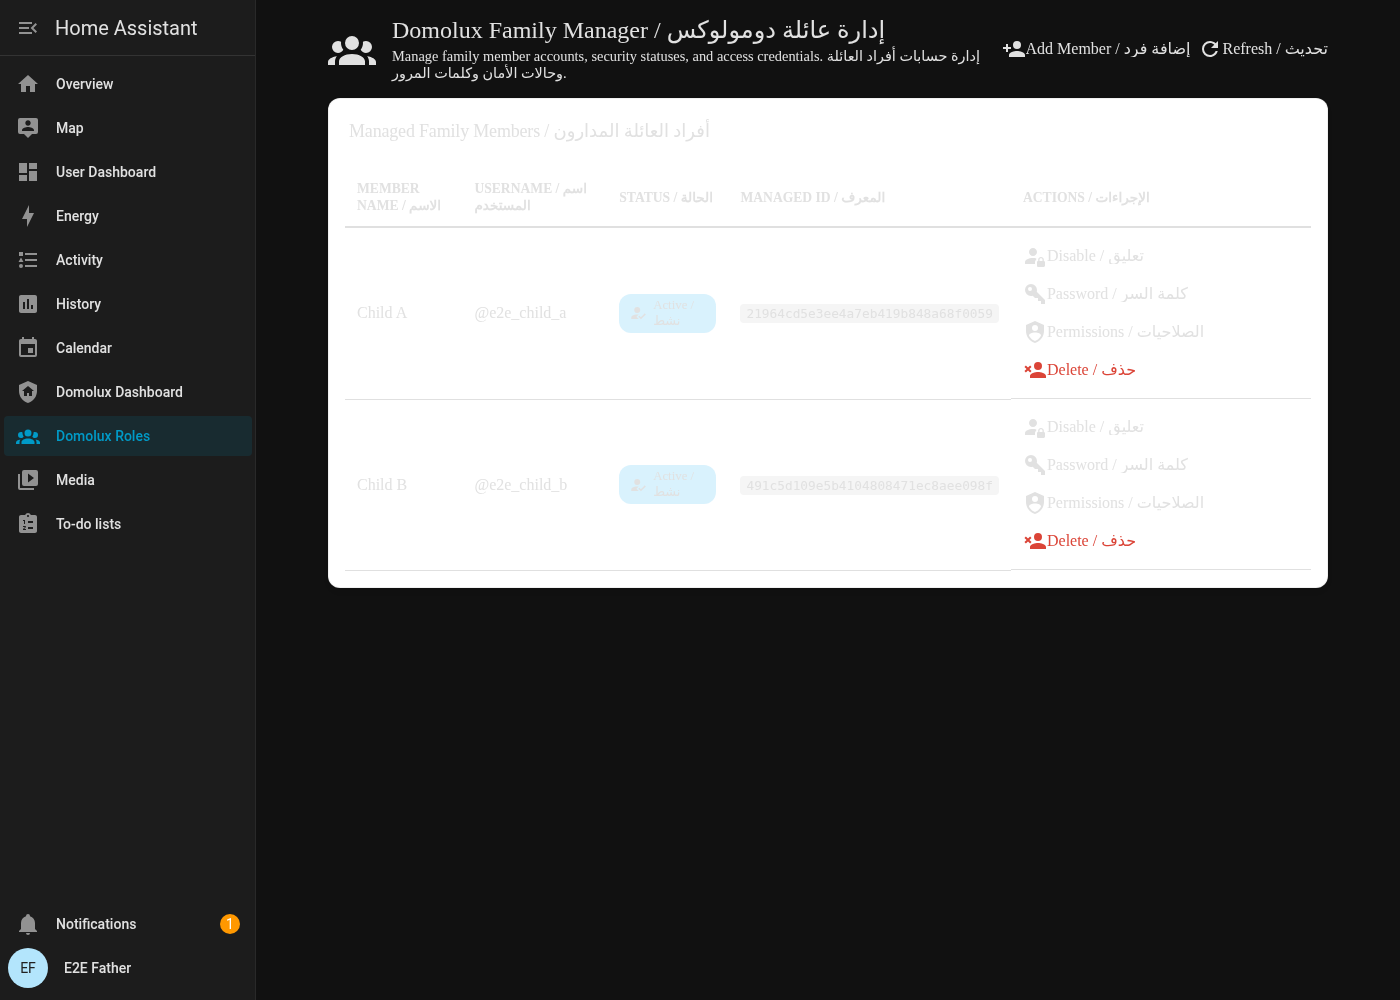 Home Assistant
Overview
Map
User Dashboard
Energy
Activity
History
Calendar
Domolux Dashboard
Domolux Roles
Media
To-do lists
Notifications
1
EF
E2E Father
Domolux Family Manager / إدارة عائلة دومولوكس
Manage family member accounts, security statuses, and access credentials. إدارة حسابات أفراد العائلة
وحالات الأمان وكلمات المرور.
Add Member / إضافة فرد
Refresh / تحديث
Managed Family Members / أفراد العائلة المدارون
MEMBER
NAME / الاسم
USERNAME / اسم
المستخدم
STATUS / الحالة
MANAGED ID / المعرف
ACTIONS / الإجراءات
Child A
@e2e_child_a
Active /
نشط
21964cd5e3ee4a7eb419b848a68f0059
Disable / تعليق
Password / كلمة السر
Permissions / الصلاحيات
Delete / حذف
Child B
@e2e_child_b
Active /
نشط
491c5d109e5b4104808471ec8aee098f
Disable / تعليق
Password / كلمة السر
Permissions / الصلاحيات
Delete / حذف